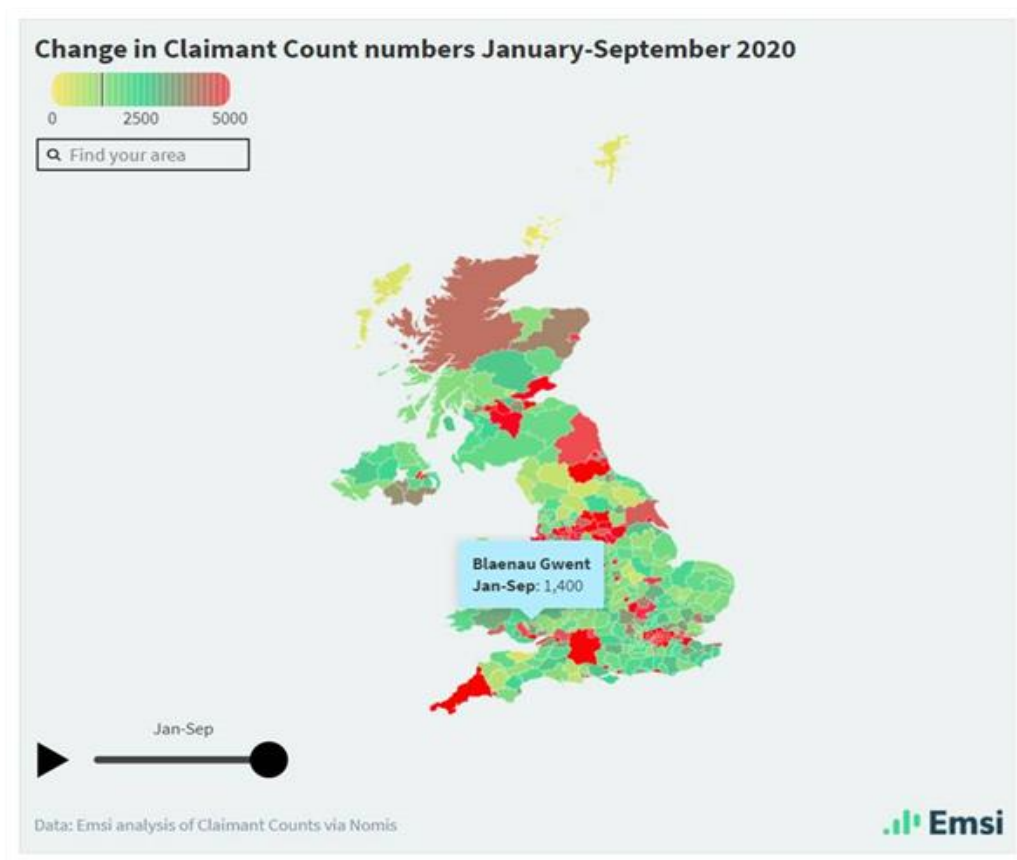 Change in Claimant Count numbers January-September 2020
0 2500 5000
Find your area
Blaenau Gwent
Jan-Sep: 1,400
Jan-Sep
Data: Emsi analysis of Claimant Counts via Nomis
Emsi